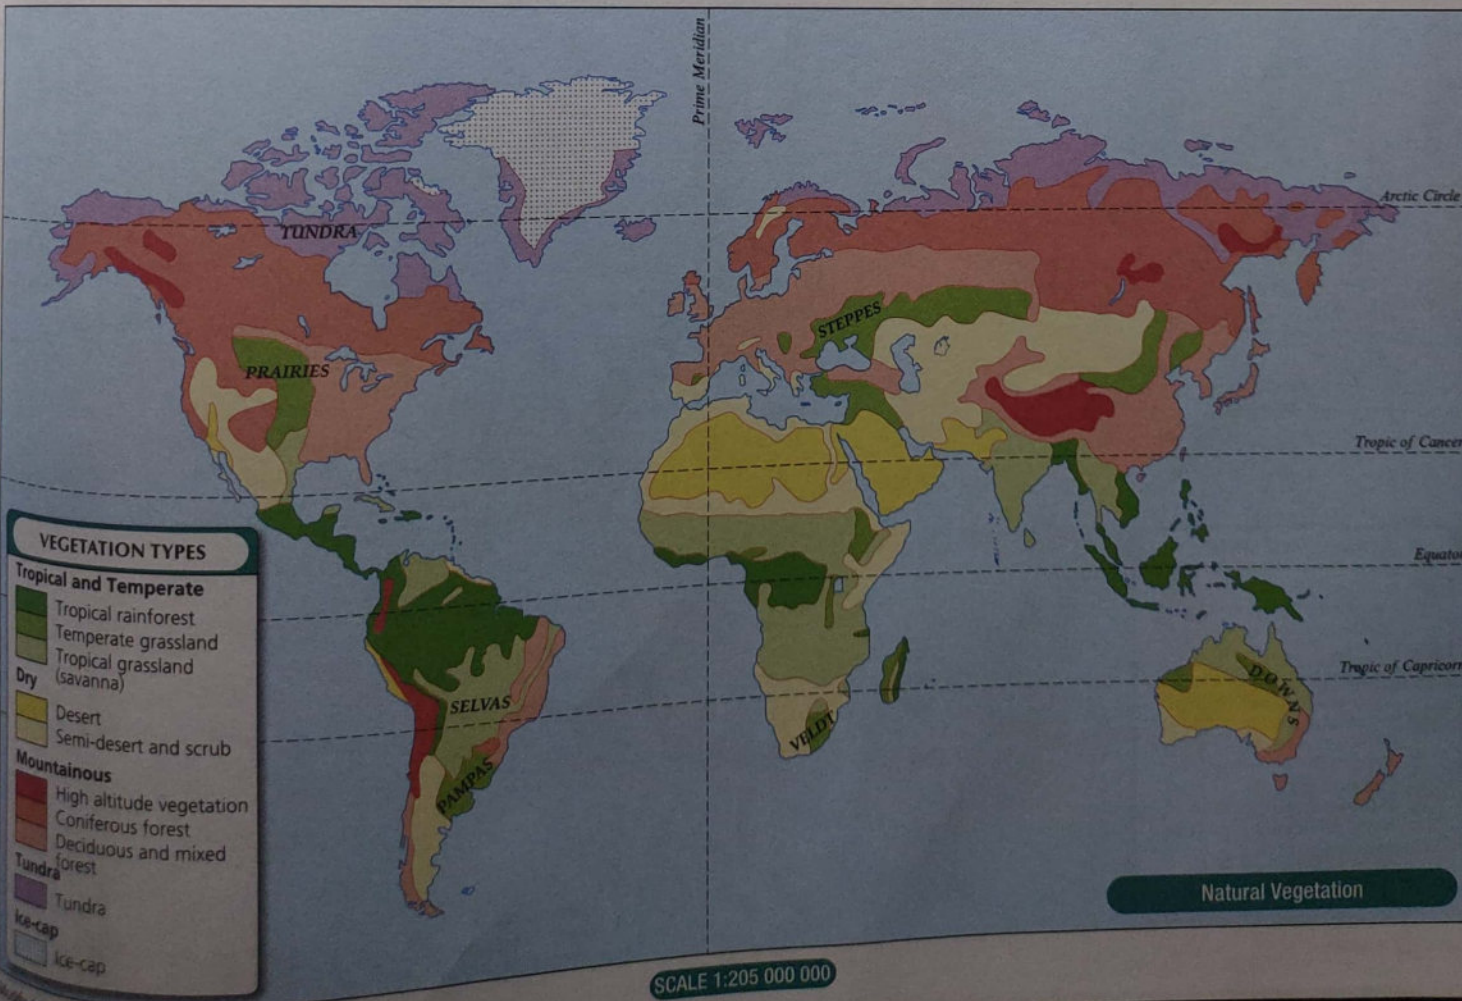 Prime Meridian
Arctic Circle
TUNDRA
STEPPES
PRAIRIES
Tropic of Cancer
Equator
Tropic of Capricorn
DOWNS
SELVAS
VELDT
PAMPAS
VEGETATION TYPES
Tropical and Temperate
Tropical rainforest
Temperate grassland
Tropical grassland
(savanna)
Dry
Desert
Semi-desert and scrub
Mountainous
High altitude vegetation
Coniferous forest
Deciduous and mixed
forest
Tundra
Tundra
Ice-cap
Ice-cap
Natural Vegetation
SCALE 1:205 000 000